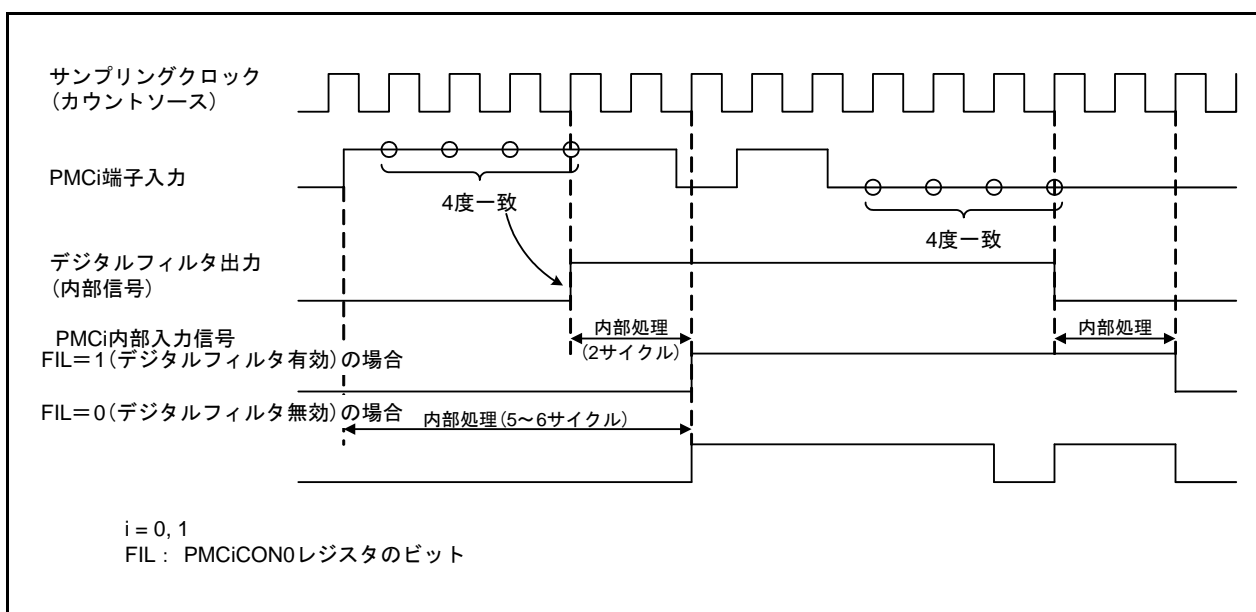 サンプリングクロック
(カウントソース)
PMCi端子入力
4度一致
4度一致
デジタルフィルタ出力
(内部信号)
PMCi内部入力信号
FIL=1(デジタルフィルタ有効)の場合
内部処理
(2サイクル)
内部処理
FIL=0(デジタルフィルタ無効)の場合
内部処理(5~6サイクル)
i = 0, 1
FIL : PMCiCON0レジスタのビット